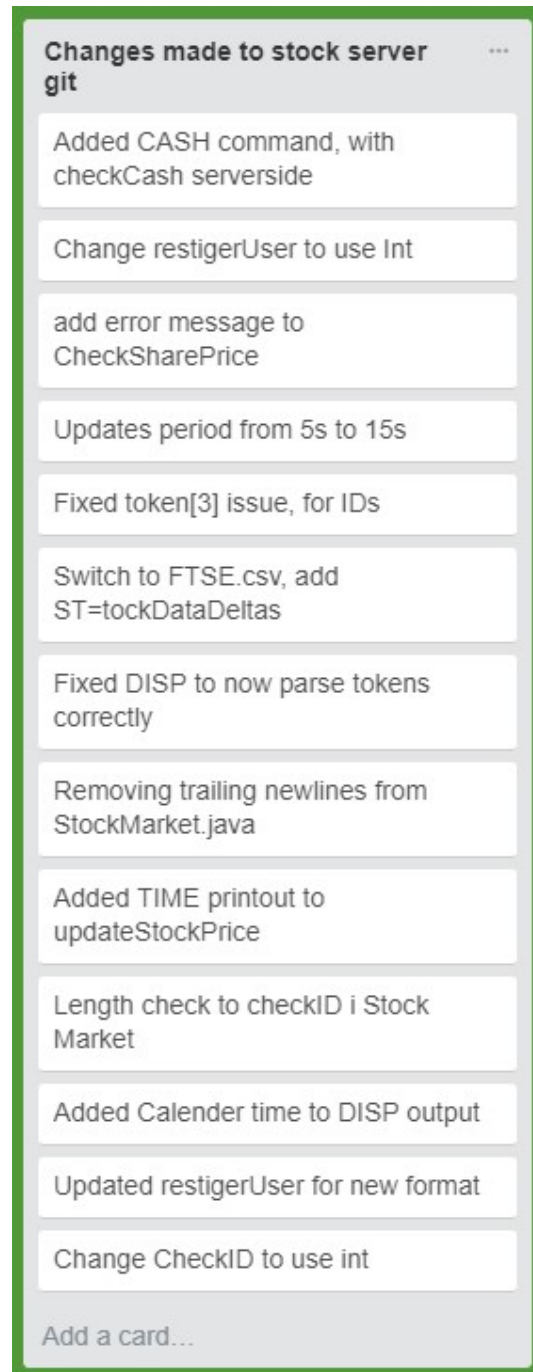 Changes made to stock server
git
Added CASH command, with
checkCash serverside
Change restigerUser to use Int
add error message to
CheckSharePrice
Updates period from 5s to 15s
Fixed token[3] issue, for IDs
Switch to FTSE.csv, add
ST=tockDataDeltas
Fixed DISP to now parse tokens
correctly
Removing trailing newlines from
StockMarket.java
Added TIME printout to
updateStockPrice
Length check to checkID i Stock
Market
Added Calender time to DISP output
Updated restigerUser for new format
Change CheckID to use int
Add a card...